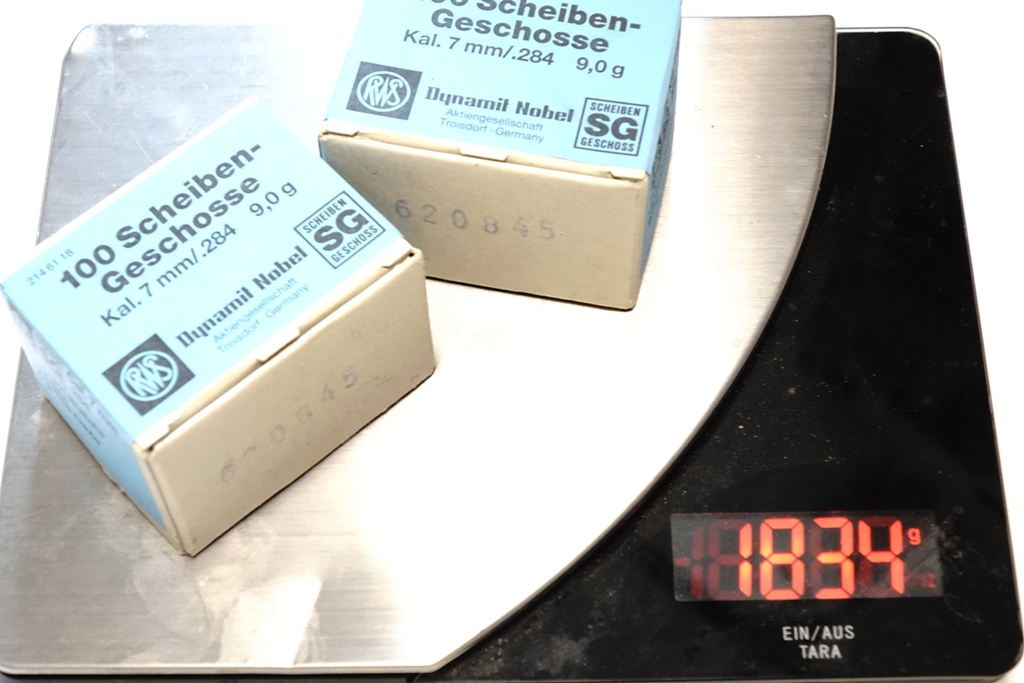 00 Scheiben-
Geschosse
Kal. 7 mm/.284 9,0 g
RWS
Dynamit Nobel
Aktiengesellschaft
Troisdorf · Germany
SCHEIBEN
SG
GESCHOSS
620845
2146118
100 Scheiben-
Geschosse
Kal. 7 mm/.284 9,0 g
SCHEIBEN
SG
GESCHOSS
Dynamit Nobel
Aktiengesellschaft
Troisdorf · Germany
RWS
620845
1834 g
EIN/AUS
TARA